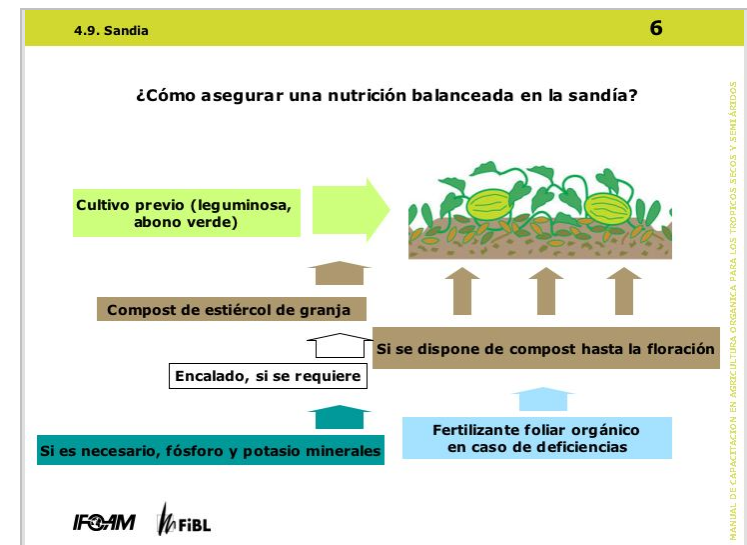 4.9. Sandia
6
¿Cómo asegurar una nutrición balanceada en la sandía?
Cultivo previo (leguminosa,
abono verde)
Compost de estiércol de granja
Si se dispone de compost hasta la floración
Encalado, si se requiere
Si es necesario, fósforo y potasio minerales
Fertilizante foliar orgánico
en caso de deficiencias
IFOAM
FiBL
MANUAL DE CAPACITACION EN AGRICULTURA ORGANICA PARA LOS TROPICOS SECOS Y SEMIÁRIDOS